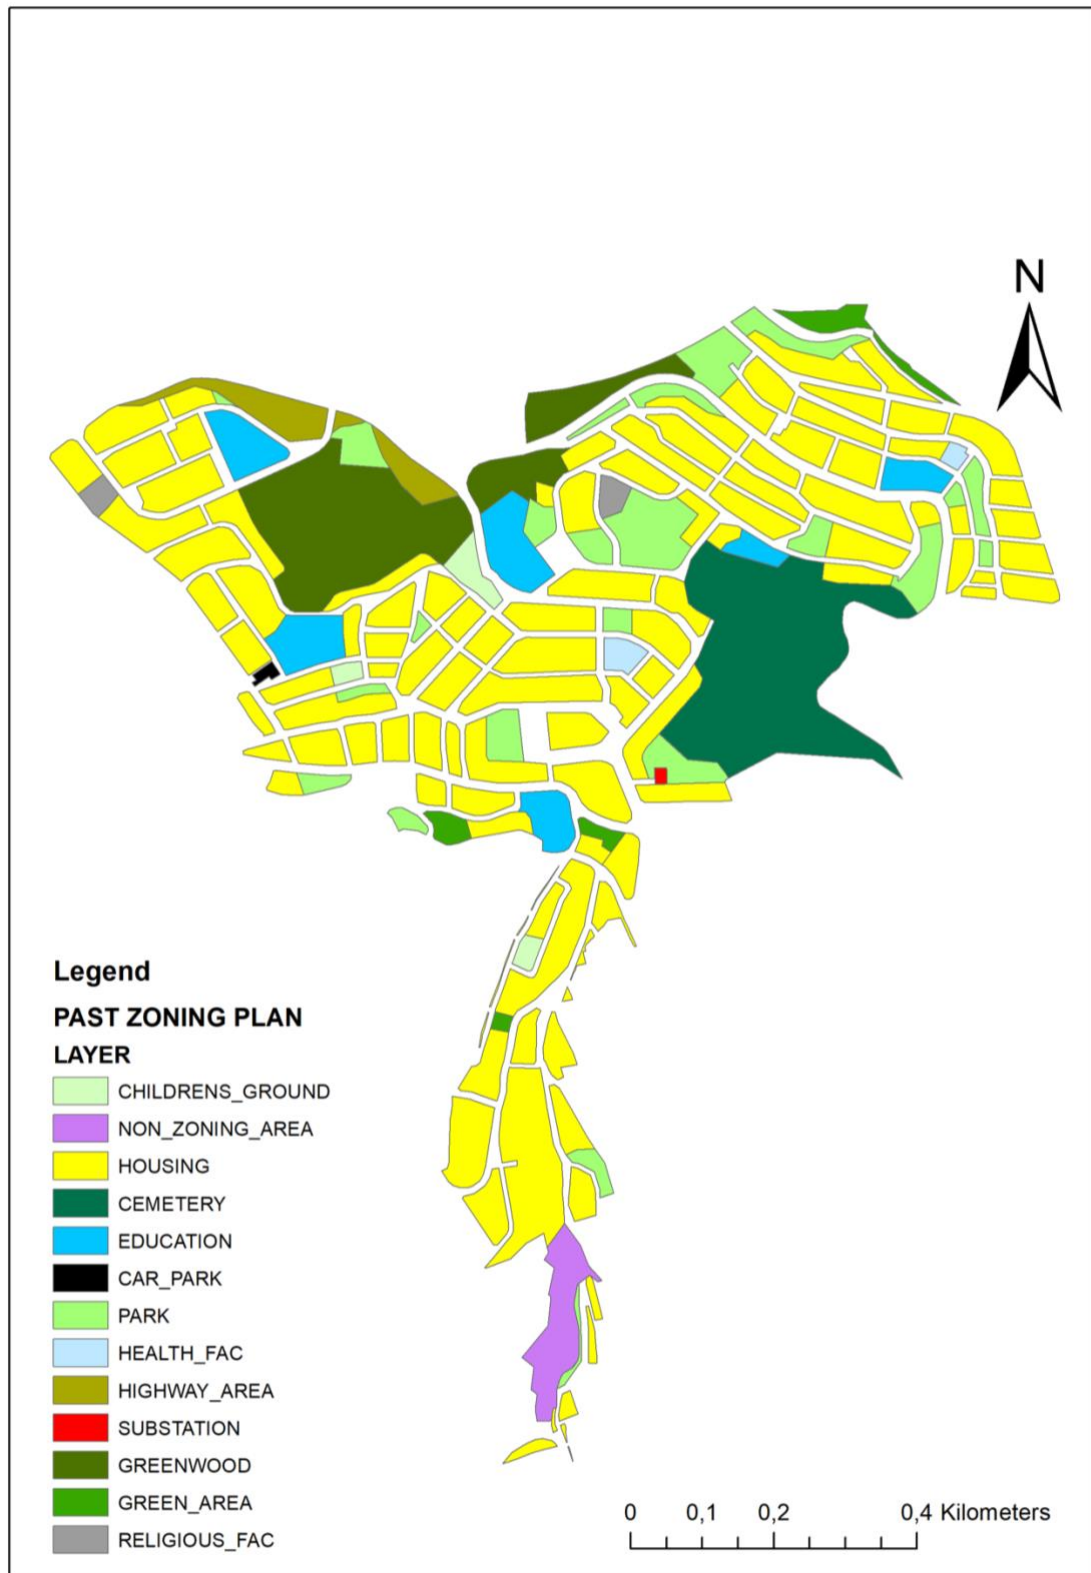 N
Legend
PAST ZONING PLAN
LAYER
CHILDRENS_GROUND
NON_ZONING_AREA
HOUSING
CEMETERY
EDUCATION
CAR_PARK
PARK
HEALTH_FAC
HIGHWAY_AREA
SUBSTATION
GREENWOOD
GREEN_AREA
RELIGIOUS_FAC
0 0,1 0,2 0,4 Kilometers